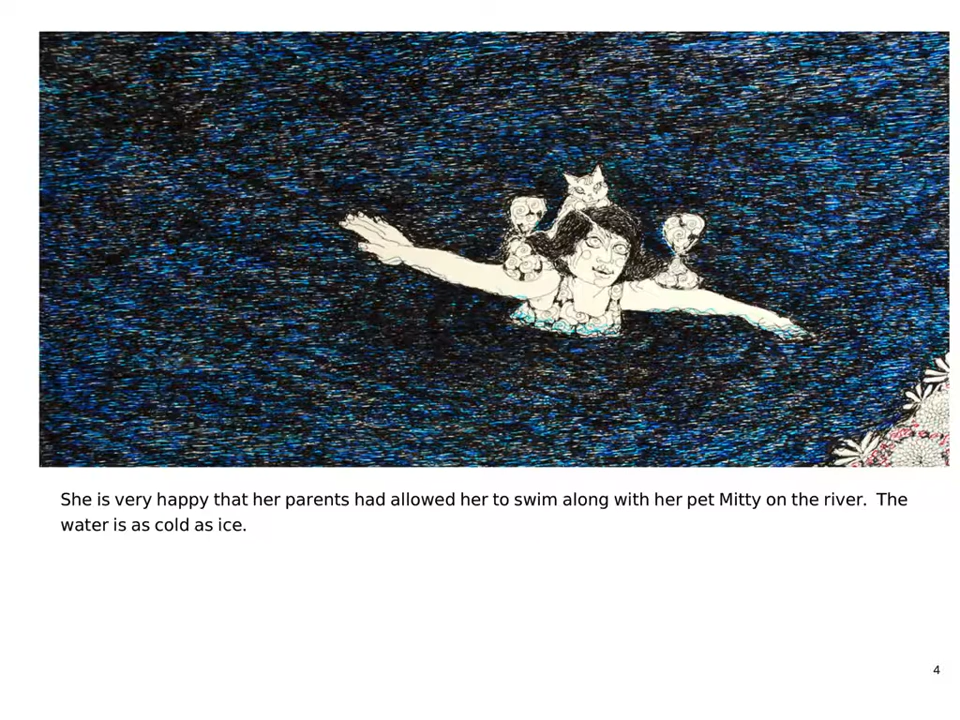 She is very happy that her parents had allowed her to swim along with her pet Mitty on the river.  The
water is as cold as ice.
4